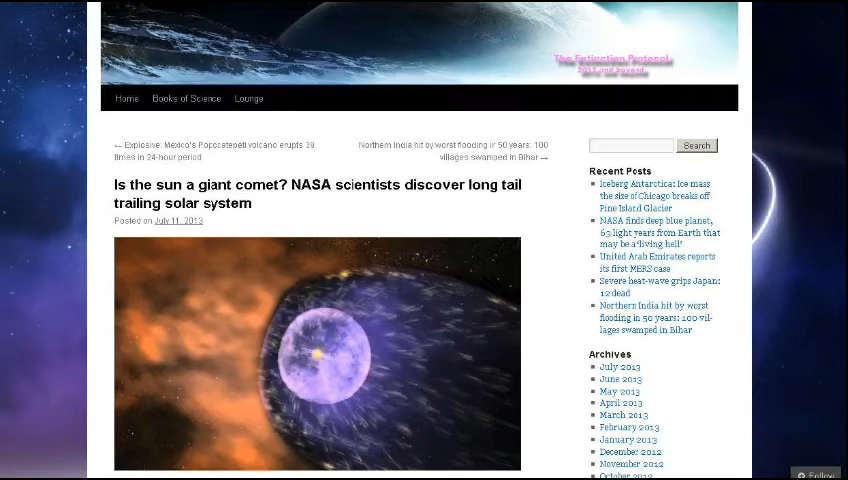 The Extinction Protocol
2012 and beyond
Home Books of Science Lounge
← Explosive: Mexico's Popocatepetl volcano erupts 39
times in 24-hour period
Northern India hit by worst flooding in 50 years: 100
villages swamped in Bihar →
Is the sun a giant comet? NASA scientists discover long tail
trailing solar system
Posted on July 11, 2013
Search
Recent Posts
Iceberg Antarctica: Ice mass
the size of Chicago breaks off
Pine Island Glacier
NASA finds deep blue planet,
63 light years from Earth that
may be a 'living hell'
United Arab Emirates reports
its first MERS case
Severe heat-wave grips Japan:
12 dead
Northern India hit by worst
flooding in 50 years: 100 vil-
lages swamped in Bihar
Archives
July 2013
June 2013
May 2013
April 2013
March 2013
February 2013
January 2013
December 2012
November 2012
October 2012
Follow